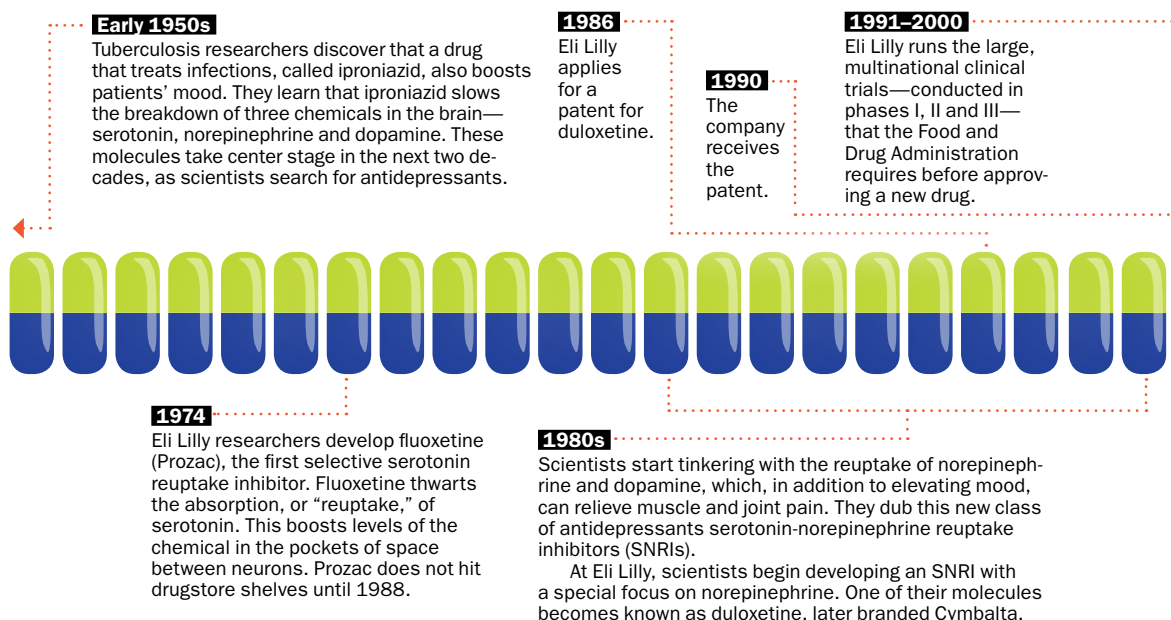 Early 1950s
Tuberculosis researchers discover that a drug
that treats infections, called iproniazid, also boosts
patients’ mood. They learn that iproniazid slows
the breakdown of three chemicals in the brain—
serotonin, norepinephrine and dopamine. These
molecules take center stage in the next two de-
cades, as scientists search for antidepressants.
1986
Eli Lilly
applies
for a
patent for
duloxetine.
1990
The
company
receives
the
patent.
1991–2000
Eli Lilly runs the large,
multinational clinical
trials—conducted in
phases I, II and III—
that the Food and
Drug Administration
requires before approv-
ing a new drug.
1974
Eli Lilly researchers develop fluoxetine
(Prozac), the first selective serotonin
reuptake inhibitor. Fluoxetine thwarts
the absorption, or “reuptake,” of
serotonin. This boosts levels of the
chemical in the pockets of space
between neurons. Prozac does not hit
drugstore shelves until 1988.
1980s
Scientists start tinkering with the reuptake of norepineph-
rine and dopamine, which, in addition to elevating mood,
can relieve muscle and joint pain. They dub this new class
of antidepressants serotonin-norepinephrine reuptake
inhibitors (SNRIs).
At Eli Lilly, scientists begin developing an SNRI with
a special focus on norepinephrine. One of their molecules
becomes known as duloxetine, later branded Cymbalta.